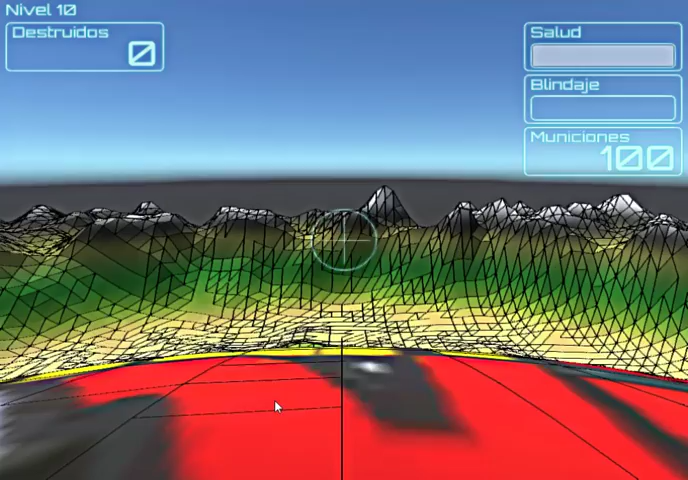 Nivel 10
Destruidos
0
Salud
Blindaje
Municiones
100